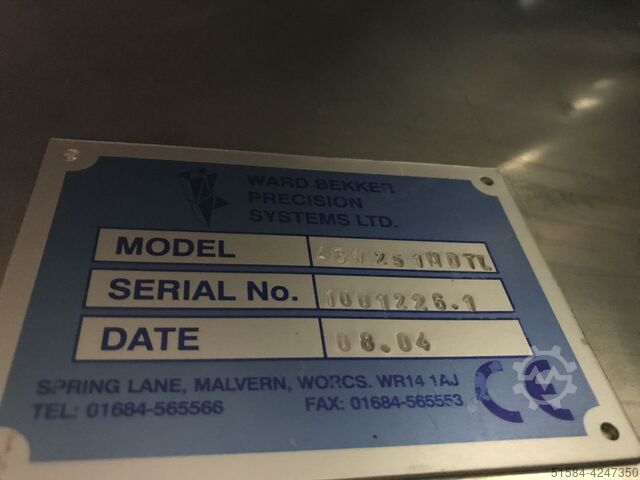 WARD BEKKER
PRECISION
SYSTEMS LTD.
MODEL
SERIAL No. 1001226.1
DATE 08.04
SPRING LANE, MALVERN, WORCS. WR14 1AJ
TEL: 01684-565566 FAX: 01684-565553
CE
51584-4247350